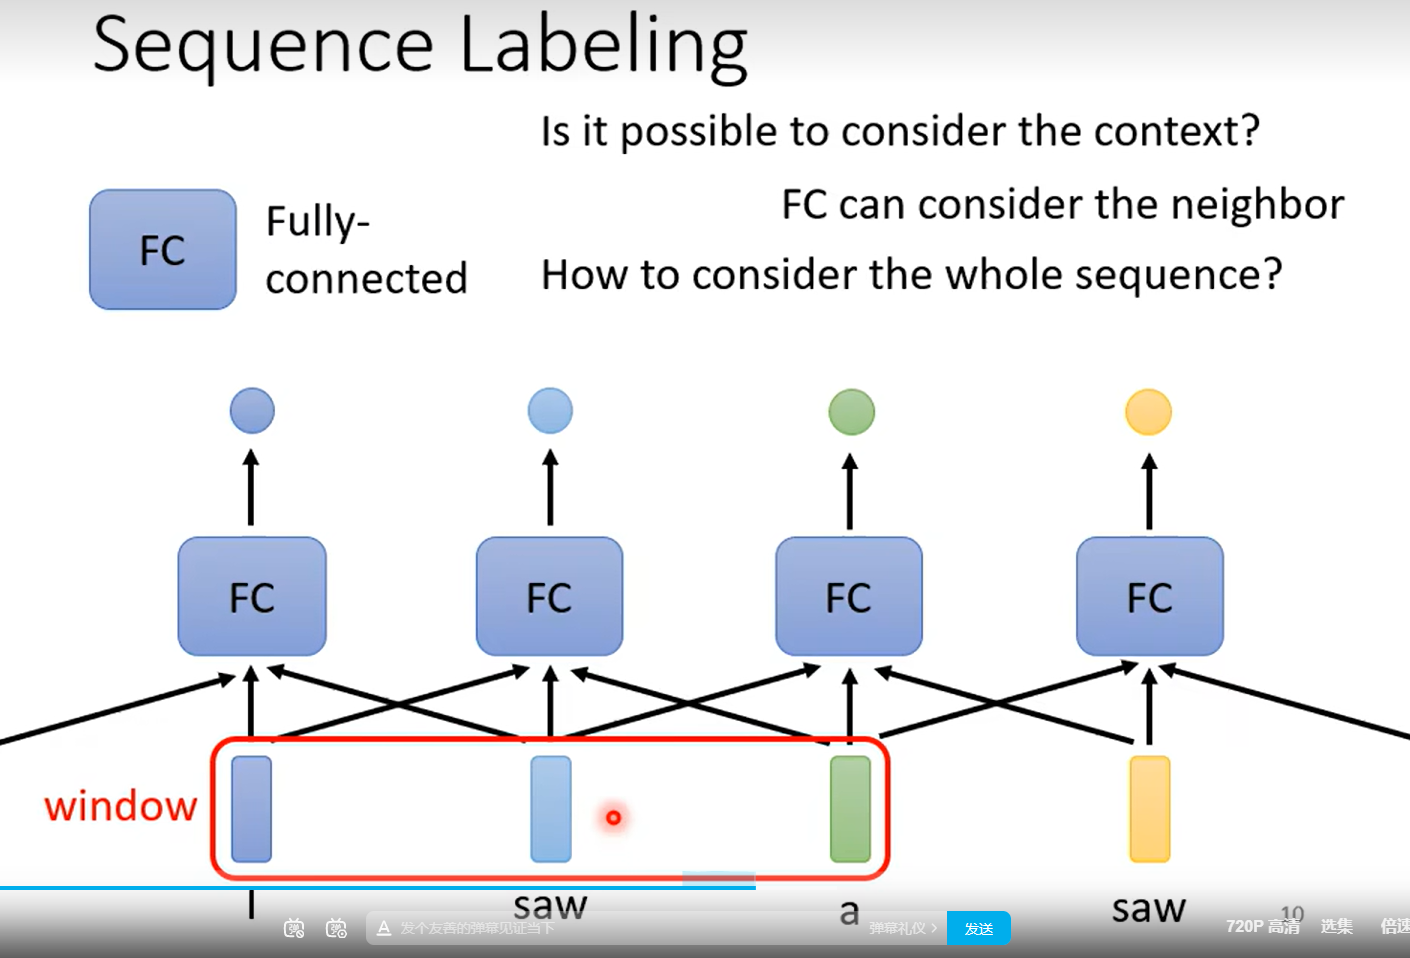 Sequence Labeling
Is it possible to consider the context?
FC can consider the neighbor
How to consider the whole sequence?
FC
Fully-
connected
FC FC FC FC
window
I saw a saw
10
A 发个友善的弹幕见证当下 弹幕礼仪 > 发送 720P 高清 选集 倍速